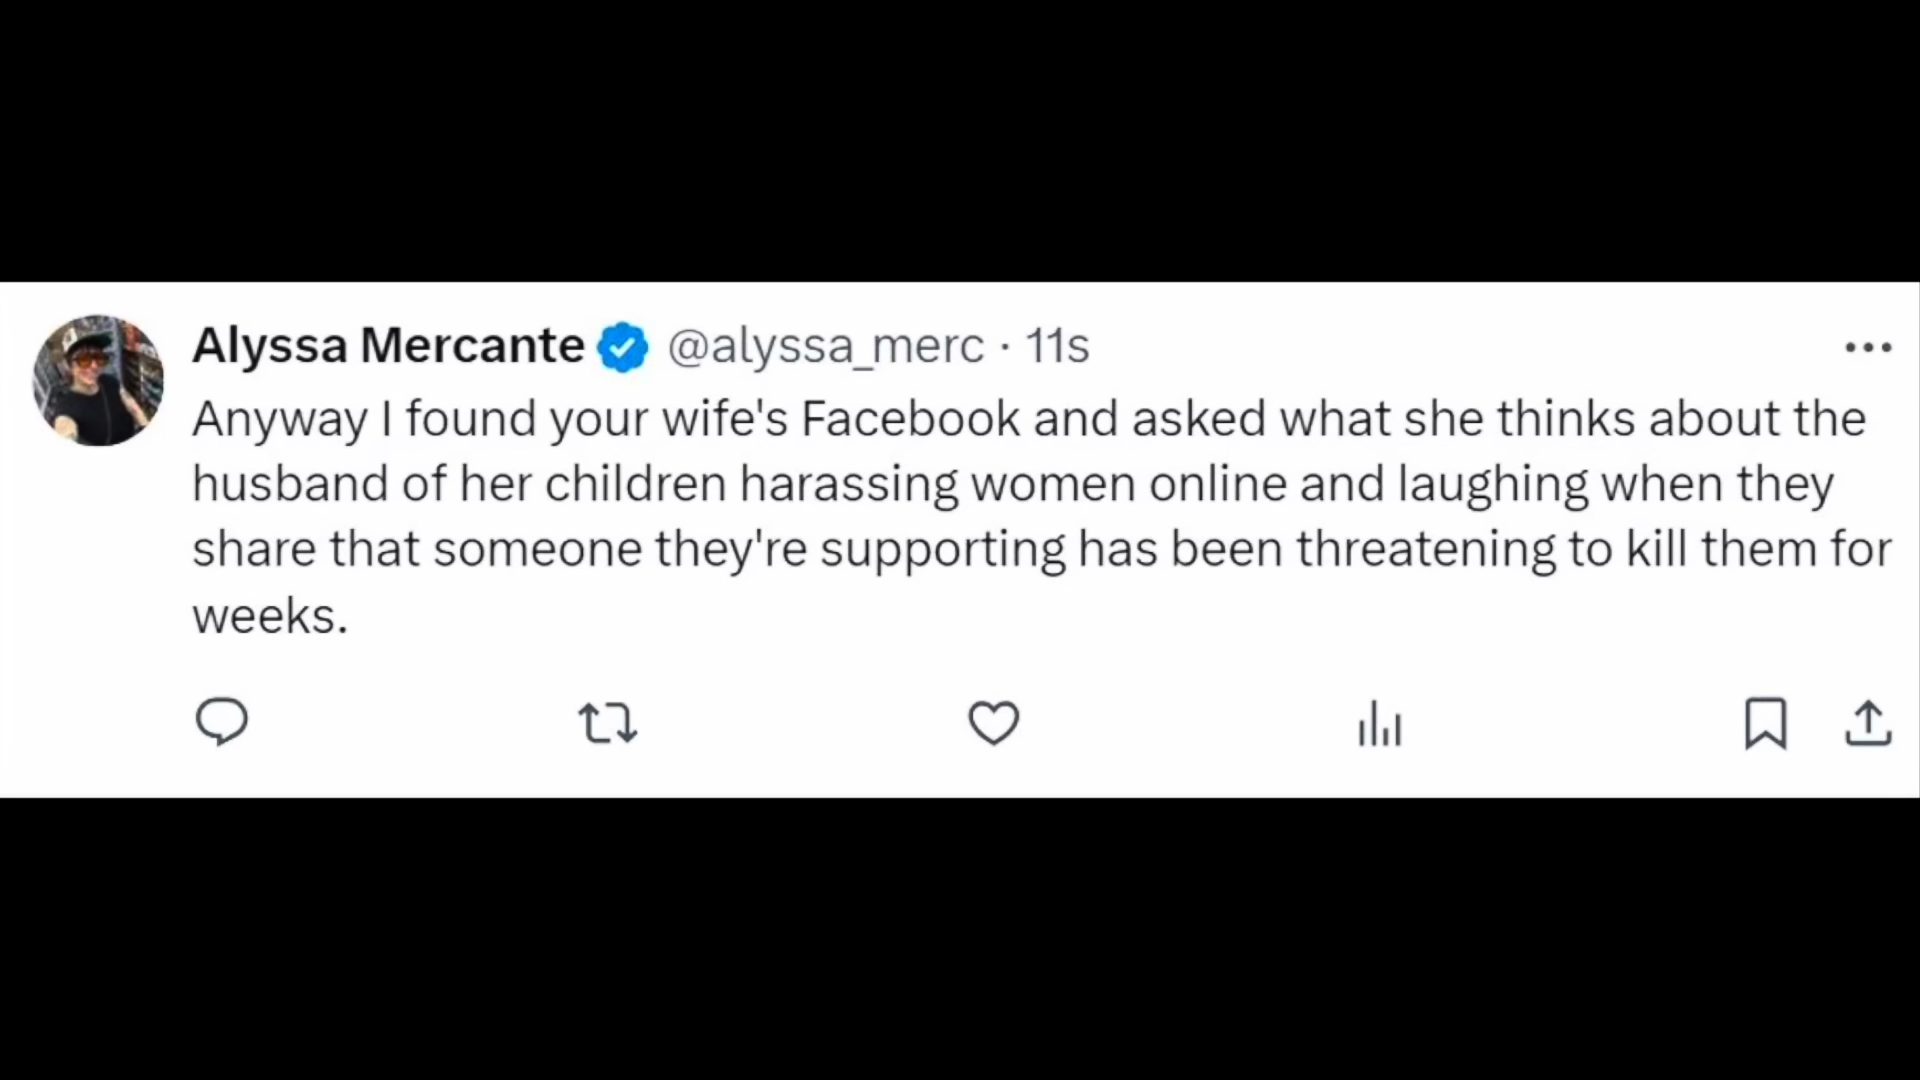 Alyssa Mercante @alyssa_merc · 11s
Anyway I found your wife's Facebook and asked what she thinks about the
husband of her children harassing women online and laughing when they
share that someone they're supporting has been threatening to kill them for
weeks.